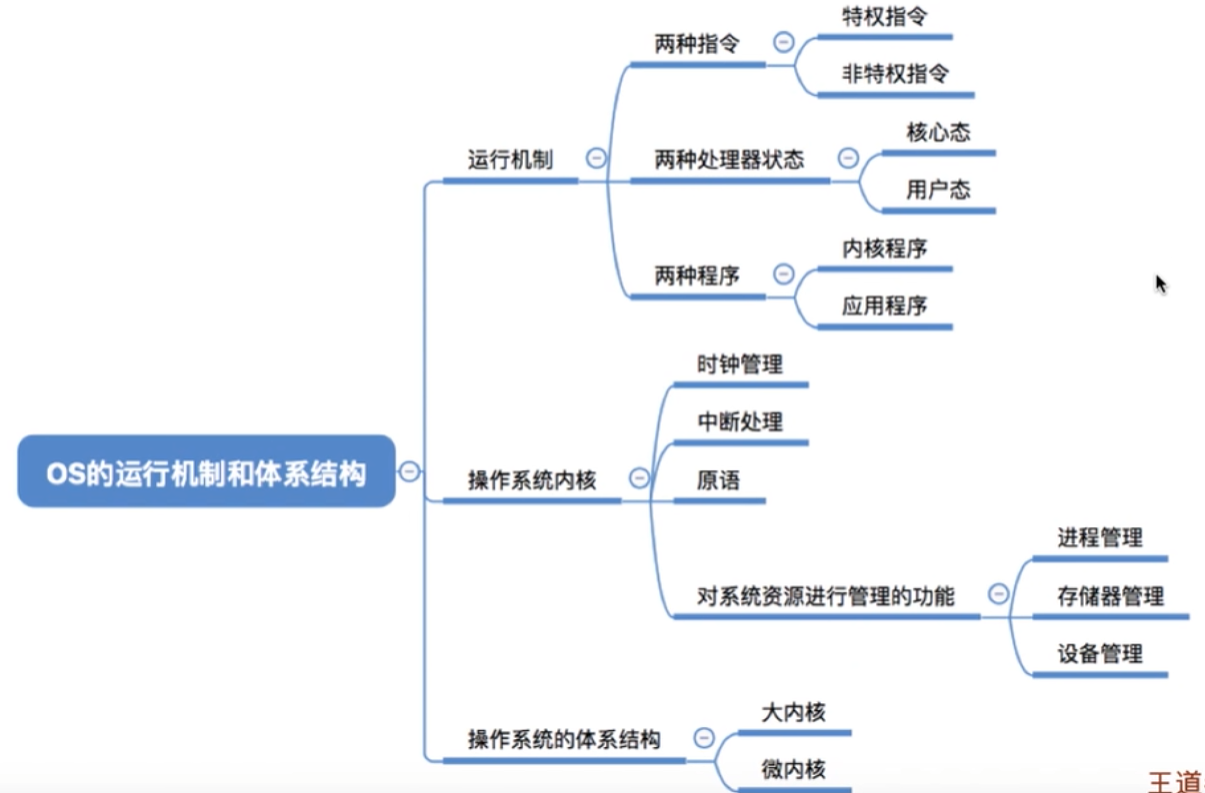 特权指令
两种指令
非特权指令
核心态
运行机制
两种处理器状态
用户态
内核程序
两种程序
应用程序
时钟管理
中断处理
OS的运行机制和体系结构
操作系统内核
原语
进程管理
对系统资源进行管理的功能
存储器管理
设备管理
大内核
操作系统的体系结构
微内核
王道